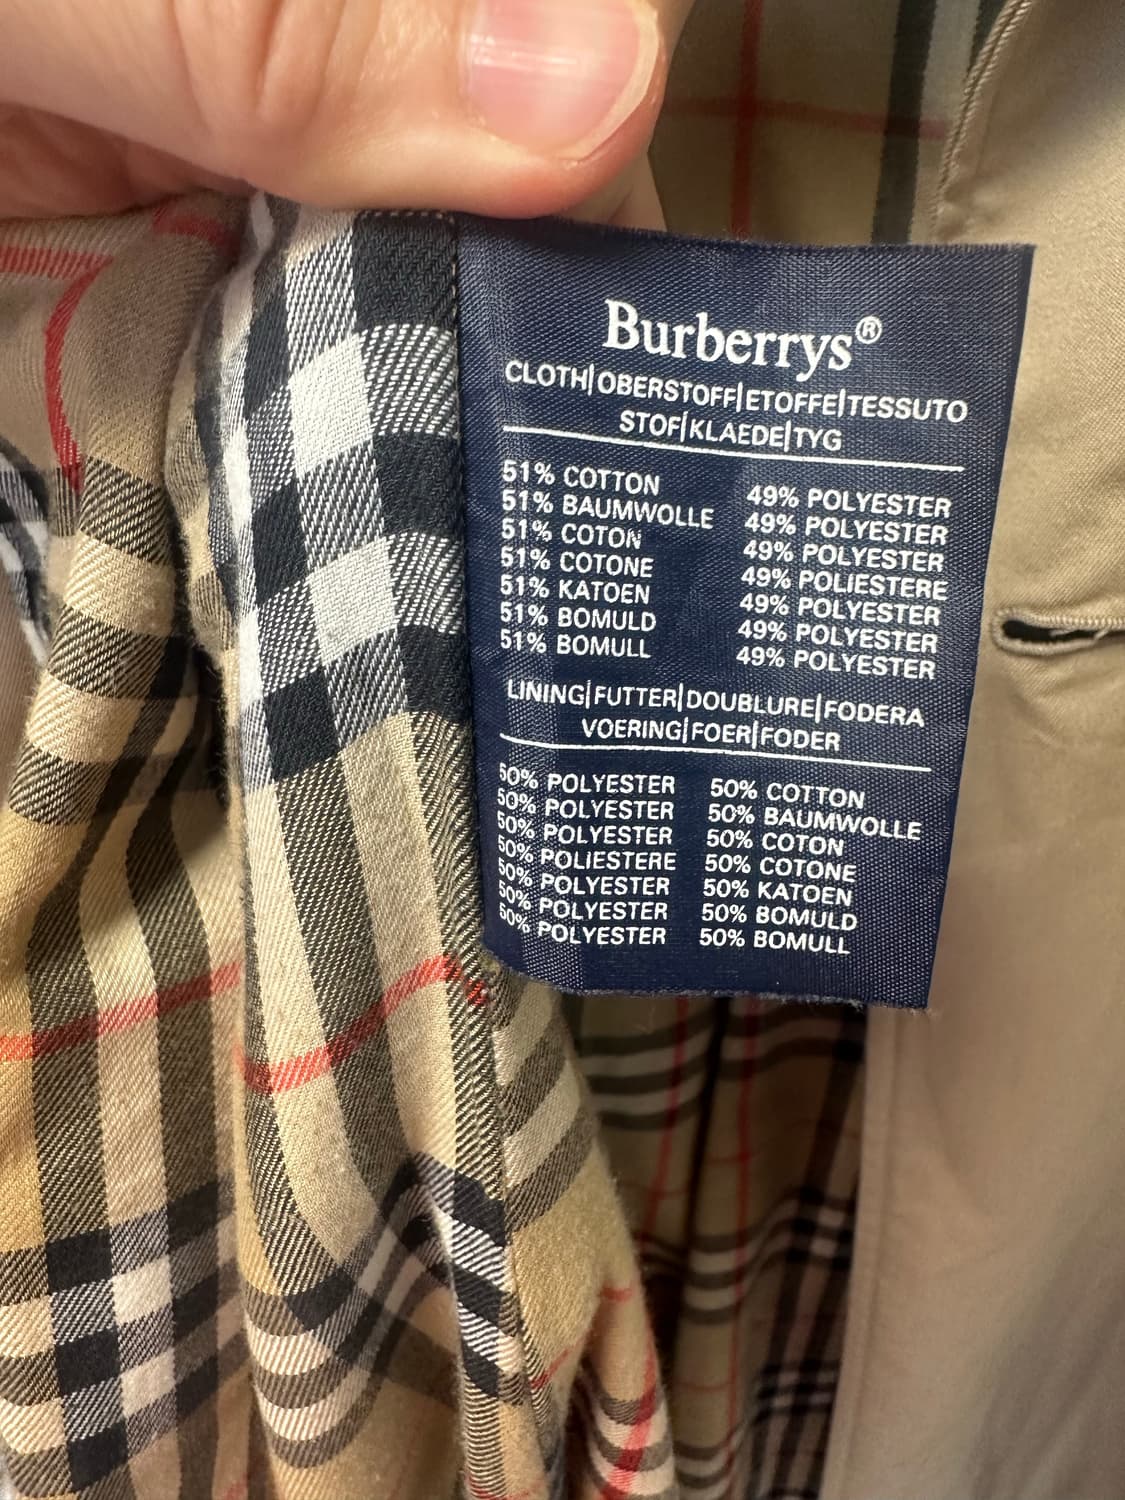 Burberrys®
CLOTH|OBERSTOFF|ETOFFE|TESSUTO
STOF|KLAEDE|TYG
51% COTTON 49% POLYESTER
51% BAUMWOLLE 49% POLYESTER
51% COTON 49% POLYESTER
51% COTONE 49% POLIESTERE
51% KATOEN 49% POLYESTER
51% BOMULD 49% POLYESTER
51% BOMULL 49% POLYESTER
LINING|FUTTER|DOUBLURE|FODERA
VOERING|FOER|FODER
50% POLYESTER 50% COTTON
50% POLYESTER 50% BAUMWOLLE
50% POLYESTER 50% COTON
50% POLIESTERE 50% COTONE
50% POLYESTER 50% KATOEN
50% POLYESTER 50% BOMULD
50% POLYESTER 50% BOMULL